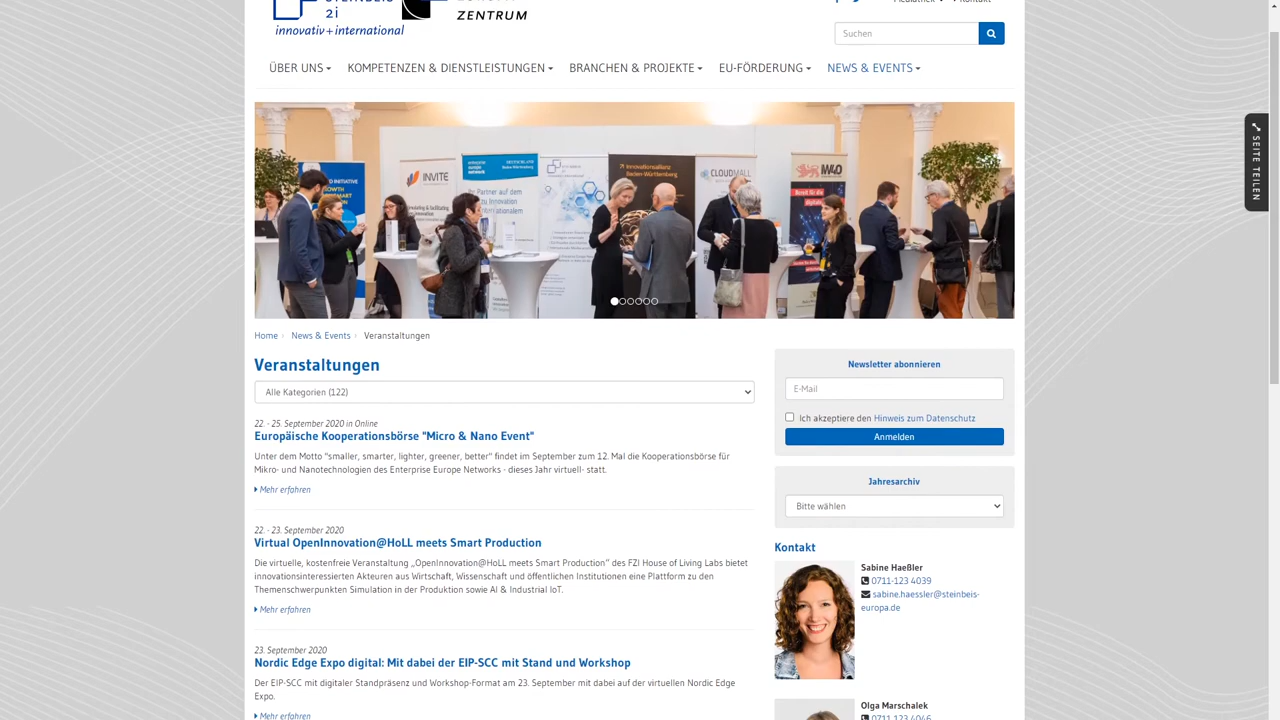 2i
ZENTRUM
innovativ+international
Kontakt
Suchen
ÜBER UNS
KOMPETENZEN & DIENSTLEISTUNGEN
BRANCHEN & PROJEKTE
EU-FÖRDERUNG
NEWS & EVENTS
SEITE TEILEN
INVITE
Innovationsallianz
Baden-Württemberg
CLOUDMALL
Home
News & Events
Veranstaltungen
Veranstaltungen
Alle Kategorien (122)
22. - 25. September 2020 in Online
Europäische Kooperationsbörse "Micro & Nano Event"
Unter dem Motto "smaller, smarter, lighter, greener, better" findet im September zum 12. Mal die Kooperationsbörse für
Mikro- und Nanotechnologien des Enterprise Europe Networks - dieses Jahr virtuell- statt.
Mehr erfahren
22. - 23. September 2020
Virtual OpenInnovation@HoLL meets Smart Production
Die virtuelle, kostenfreie Veranstaltung „OpenInnovation@HoLL meets Smart Production“ des FZI House of Living Labs bietet
innovationsinteressierten Akteuren aus Wirtschaft, Wissenschaft und öffentlichen Institutionen eine Plattform zu den
Themenschwerpunkten Simulation in der Produktion sowie AI & Industrial IoT.
Mehr erfahren
23. September 2020
Nordic Edge Expo digital: Mit dabei der EIP-SCC mit Stand und Workshop
Der EIP-SCC mit digitaler Standpräsenz und Workshop-Format am 23. September mit dabei auf der virtuellen Nordic Edge
Expo.
Mehr erfahren
Newsletter abonnieren
E-Mail
Ich akzeptiere den Hinweis zum Datenschutz
Anmelden
Jahresarchiv
Bitte wählen
Kontakt
Sabine Haeßler
0711-123 4039
sabine.haessler@steinbeis-
europa.de
Olga Marschalek
0711 123 4046